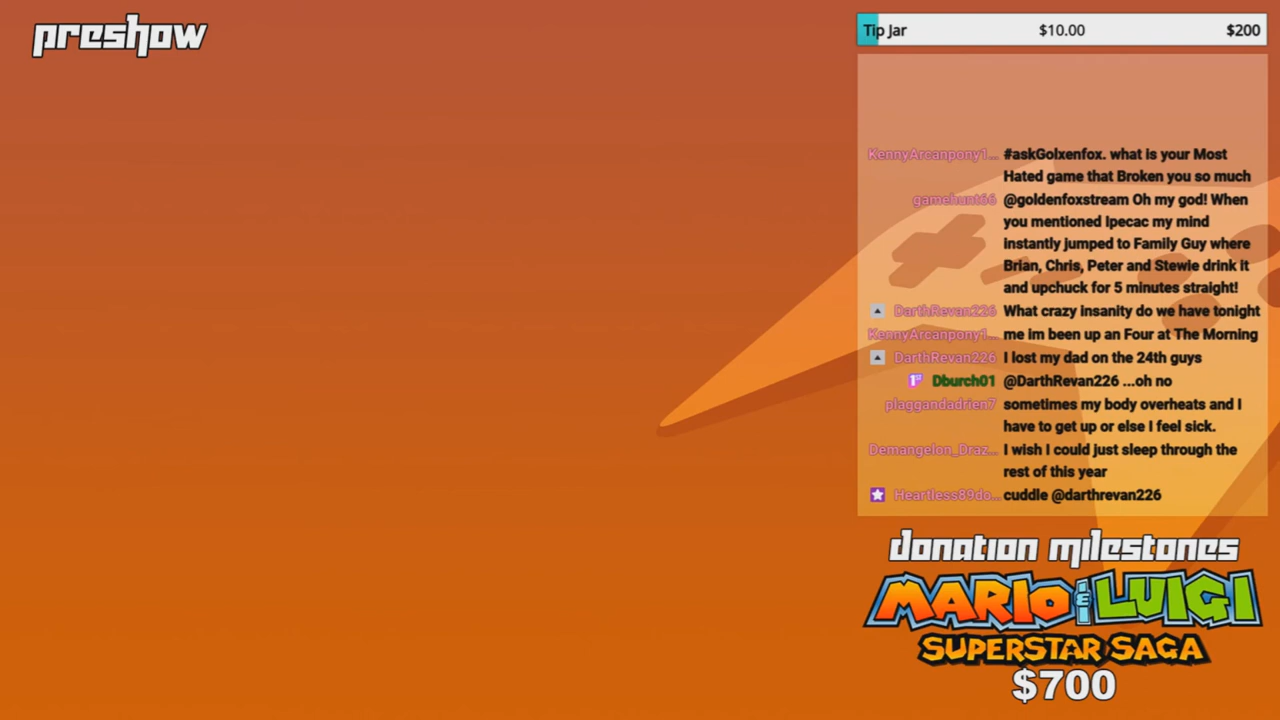 preshow
Tip Jar $10.00 $200
KennyArcanpony1... #askGolxenfox. what is your Most
Hated game that Broken you so much
gamehunt66 @goldenfoxstream Oh my god! When
you mentioned Ipecac my mind
instantly jumped to Family Guy where
Brian, Chris, Peter and Stewie drink it
and upchuck for 5 minutes straight!
DarthRevan226 What crazy insanity do we have tonight
KennyArcanpony1... me im been up an Four at The Morning
DarthRevan226 I lost my dad on the 24th guys
Dburch01 @DarthRevan226 ...oh no
plaggandadrien7 sometimes my body overheats and I
have to get up or else I feel sick.
Demangelon_Draz... I wish I could just sleep through the
rest of this year
Heartless89do... cuddle @darthrevan226
donation milestones
MARIO & LUIGI
SUPERSTAR SAGA
$700